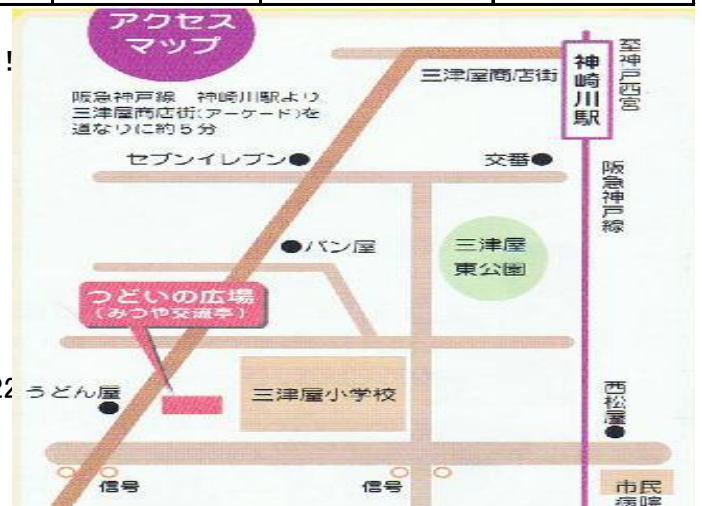 アクセス
マップ
!
阪急神戸線 神崎川駅より
三津屋商店街(アーケード)を
道なりに約5分
三津屋商店街
神崎川駅
至神戸西宮
セブンイレブン●
交番●
阪急神戸線
●パン屋
三津屋
東公園
つどいの広場
(みつや交流亭)
22
うどん屋
三津屋小学校
西松屋
信号
信号
市民
病院